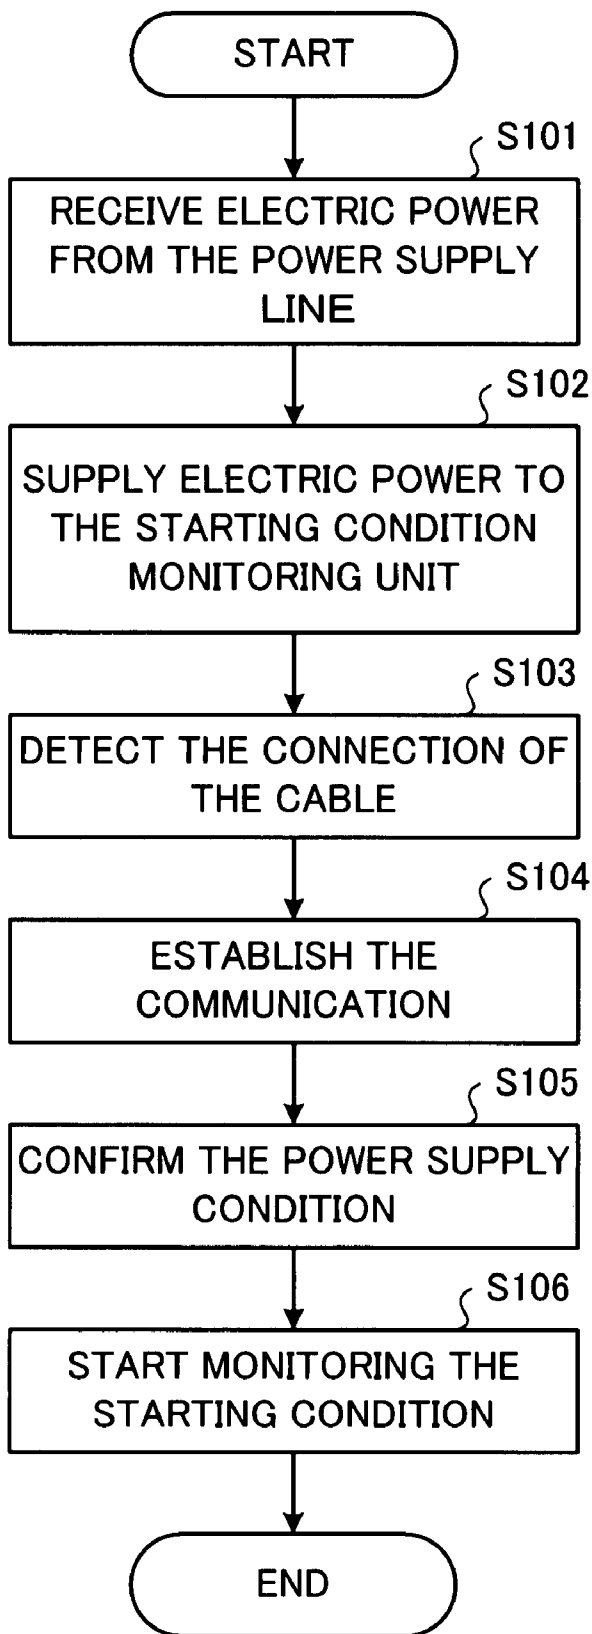 START
S101
RECEIVE ELECTRIC POWER
FROM THE POWER SUPPLY
LINE
S102
SUPPLY ELECTRIC POWER TO
THE STARTING CONDITION
MONITORING UNIT
S103
DETECT THE CONNECTION OF
THE CABLE
S104
ESTABLISH THE
COMMUNICATION
S105
CONFIRM THE POWER SUPPLY
CONDITION
S106
START MONITORING THE
STARTING CONDITION
END